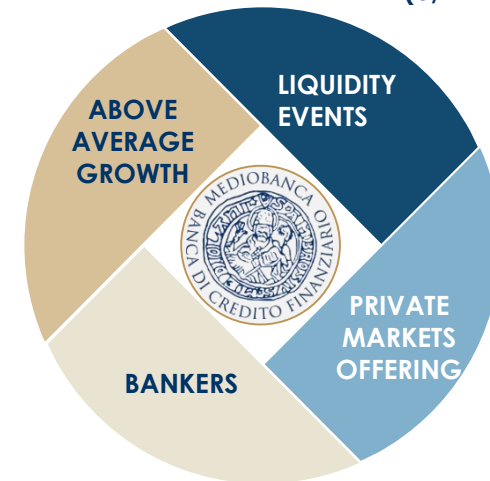 LIQUIDITY
EVENTS
ABOVE
AVERAGE
GROWTH
MEDIOBANCA
BANCA DI CREDITO FINANZIARIO
PRIVATE
MARKETS
OFFERING
BANKERS